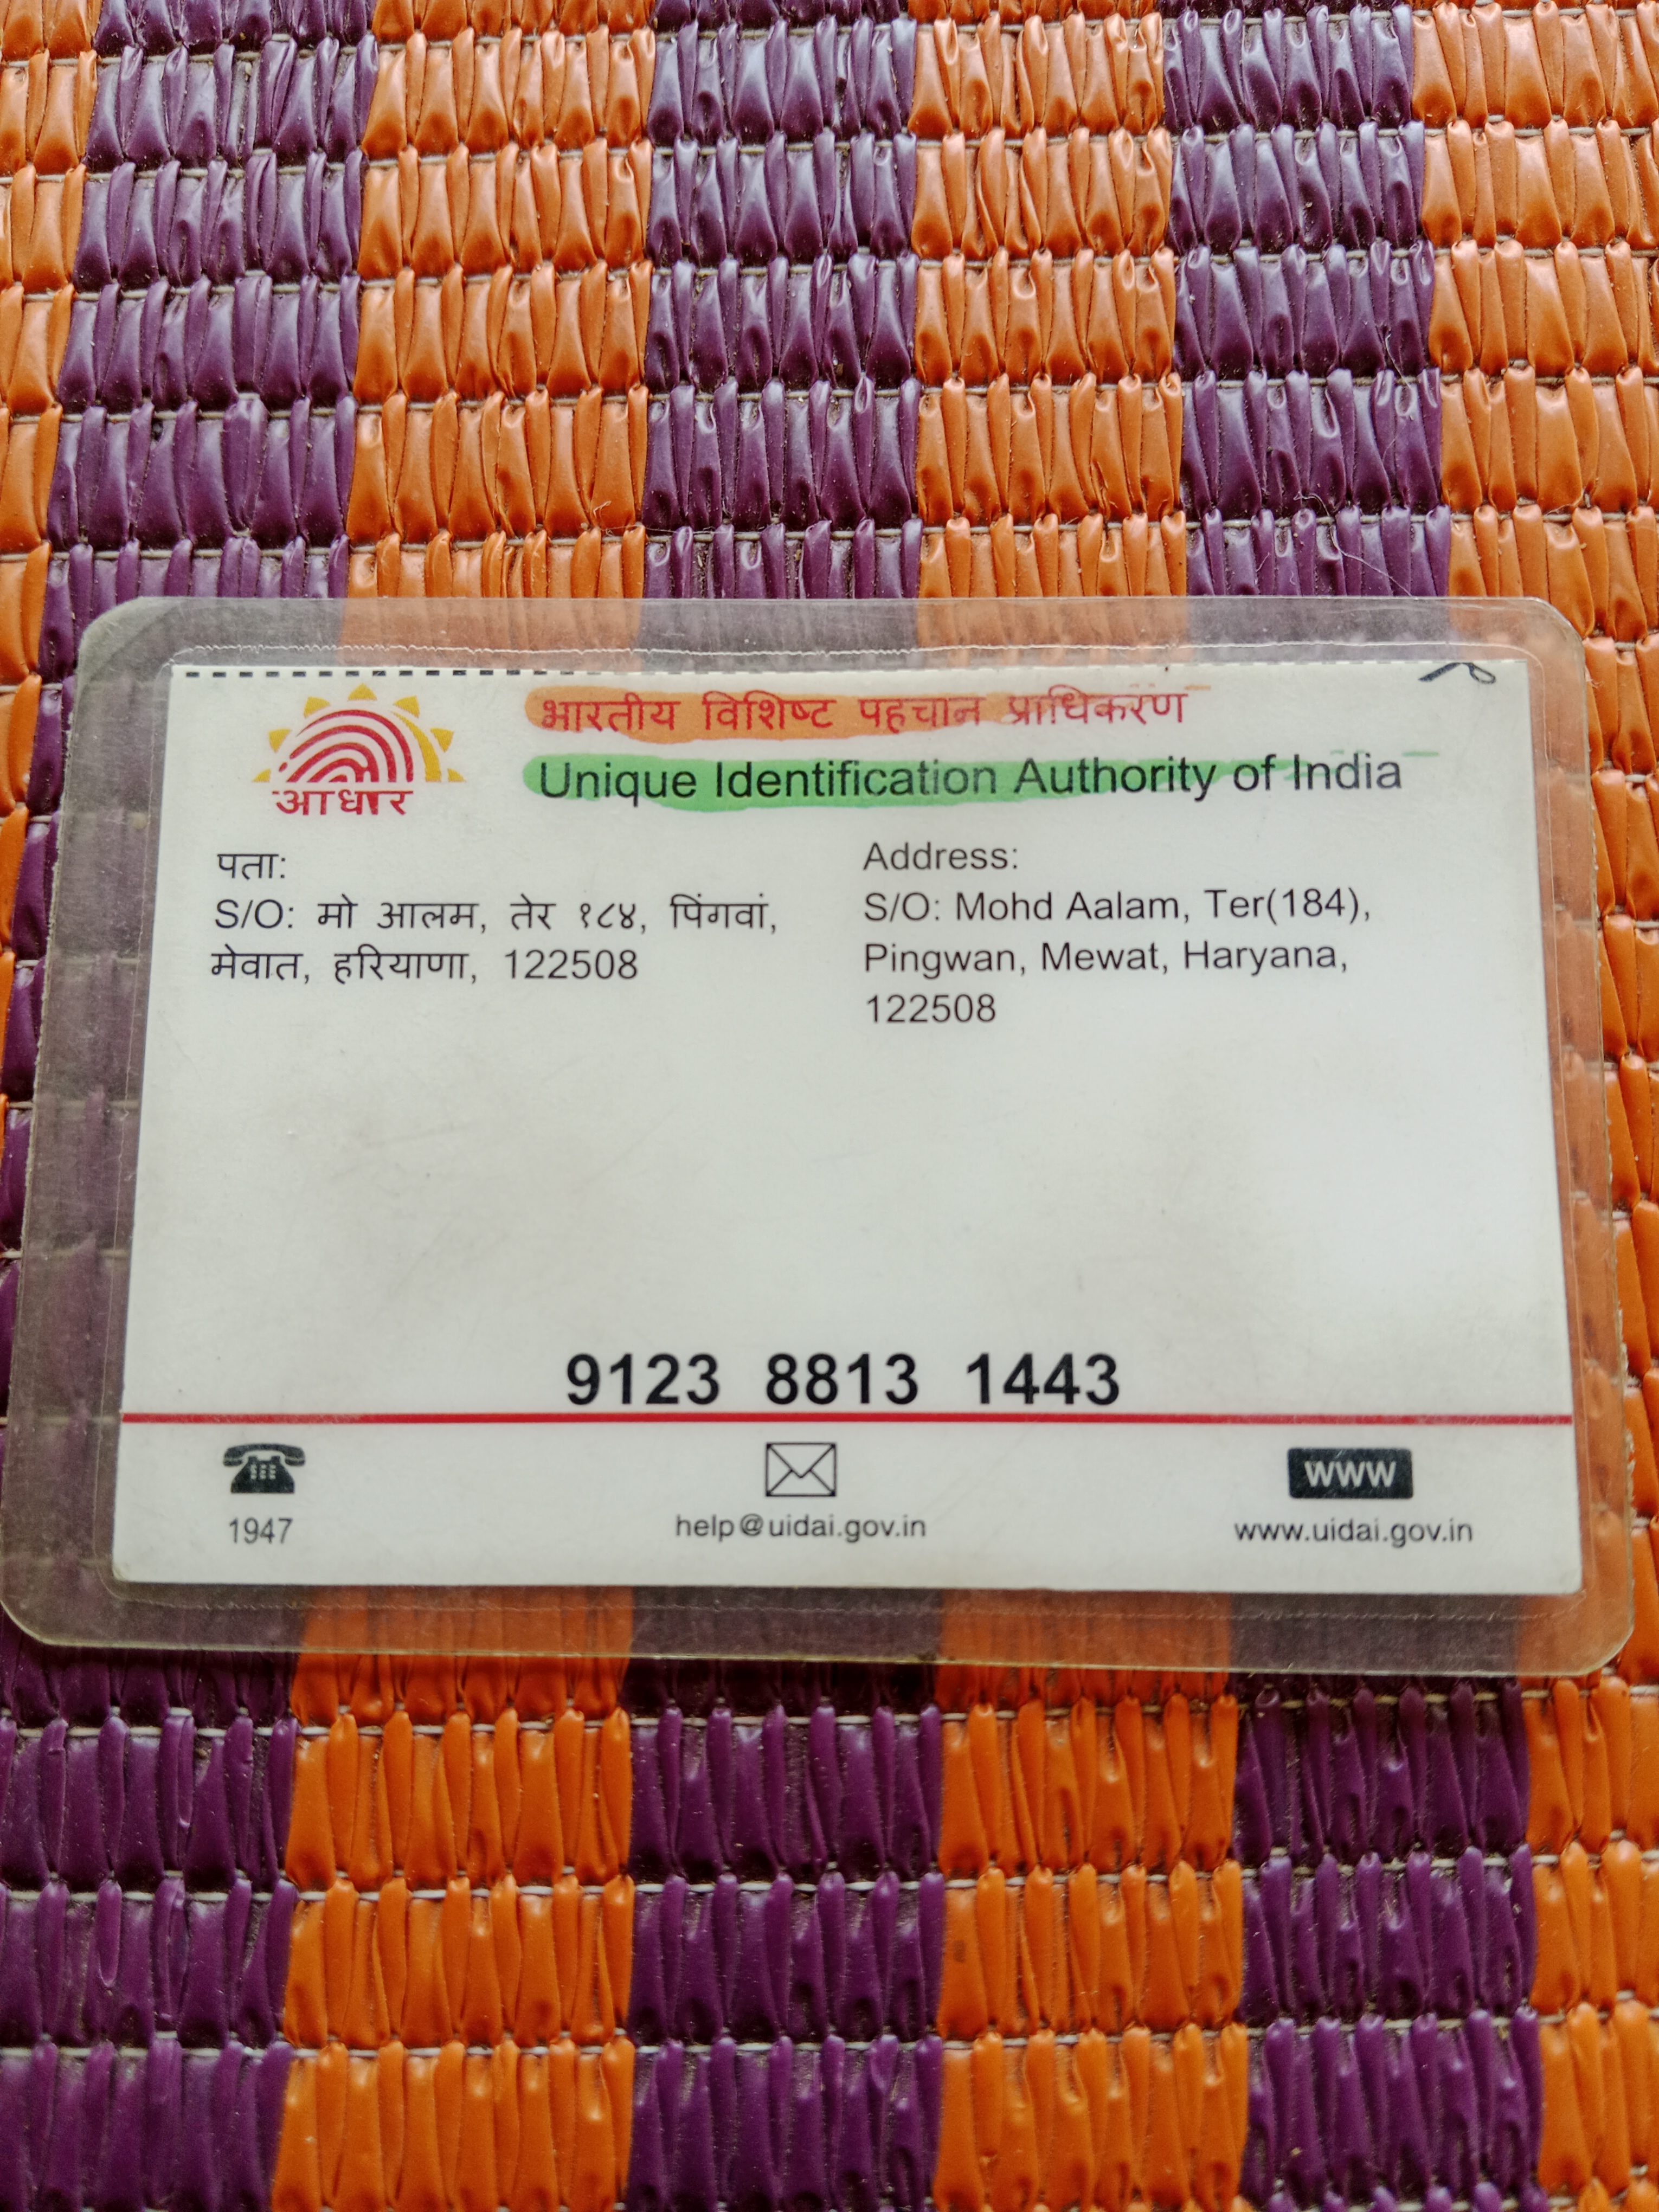 आधार
भारतीय विशिष्ट पहचान प्राधिकरण
Unique Identification Authority of India
पता:
S/O: मो आलम, तेर १८४, पिंगवां,
मेवात, हरियाणा, 122508
Address:
S/O: Mohd Aalam, Ter(184),
Pingwan, Mewat, Haryana,
122508
9123 8813 1443
1947
help@uidai.gov.in
WWW
www.uidai.gov.in